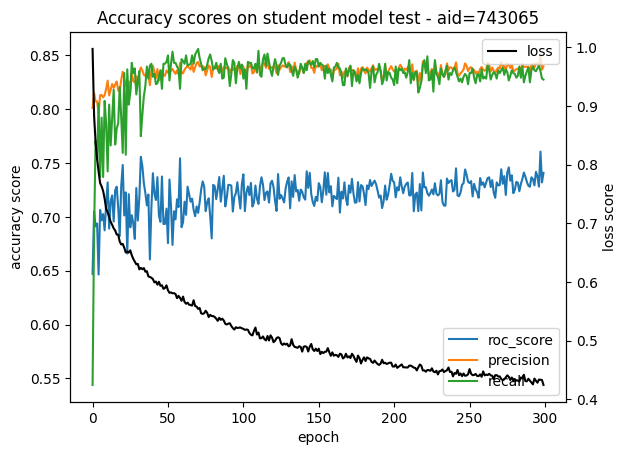 Accuracy scores on student model test - aid=743065
loss
accuracy score
loss score
0.85
0.80
0.75
0.70
0.65
0.60
0.55
1.0
0.9
0.8
0.7
0.6
0.5
0.4
roc_score
precision
recall
0 50 100 150 200 250 300
epoch